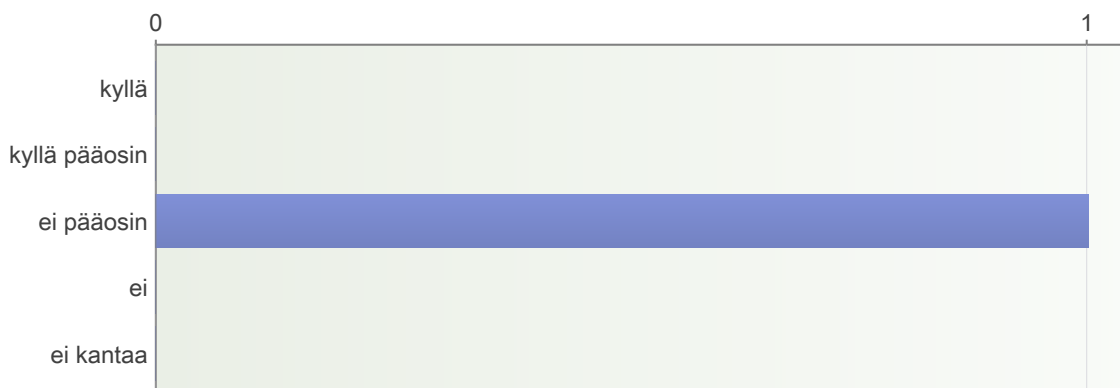 0 1
kyllä
kyllä pääosin
ei pääosin
ei
ei kantaa